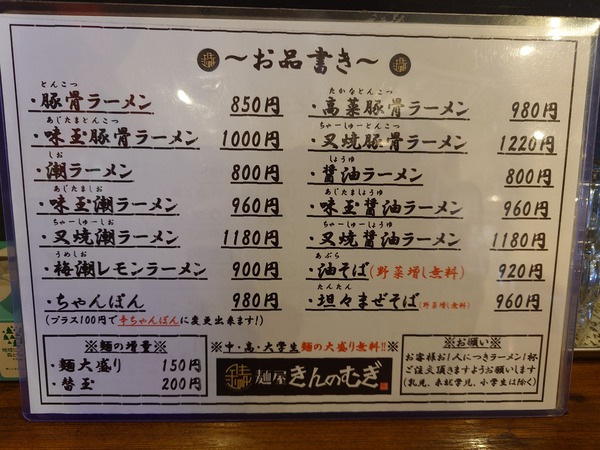 ～お品書き～
とんこつ
・豚骨ラーメン 850円
あじたまとんこつ
・味玉豚骨ラーメン 1000円
しお
・潮ラーメン 800円
あじたましお
・味玉潮ラーメン 960円
ちゃーしゅーしお
・叉焼潮ラーメン 1180円
うめしお
・梅潮レモンラーメン 900円
・ちゃんぽん 980円
(プラス100円で辛ちゃんぽんに変更出来ます!)
たかなとんこつ
・高菜豚骨ラーメン 980円
ちゃーしゅーとんこつ
・叉焼豚骨ラーメン 1220円
しょうゆ
・醤油ラーメン 800円
あじたましょうゆ
・味玉醤油ラーメン 960円
ちゃーしゅーしょうゆ
・叉焼醤油ラーメン 1180円
あぶら
・油そば(野菜増し無料) 920円
たんたん
・坦々まぜそば(野菜増し無料) 960円
※麺の増量※
・麺大盛り 150円
・替玉 200円
※中・高・大学生麺の大盛り無料!!※
麺屋 きんのむぎ
※お願い※
お客様お1人につきラーメン1杯
ご注文頂きますようお願いします
(乳児、未就学児、小学生は除く)